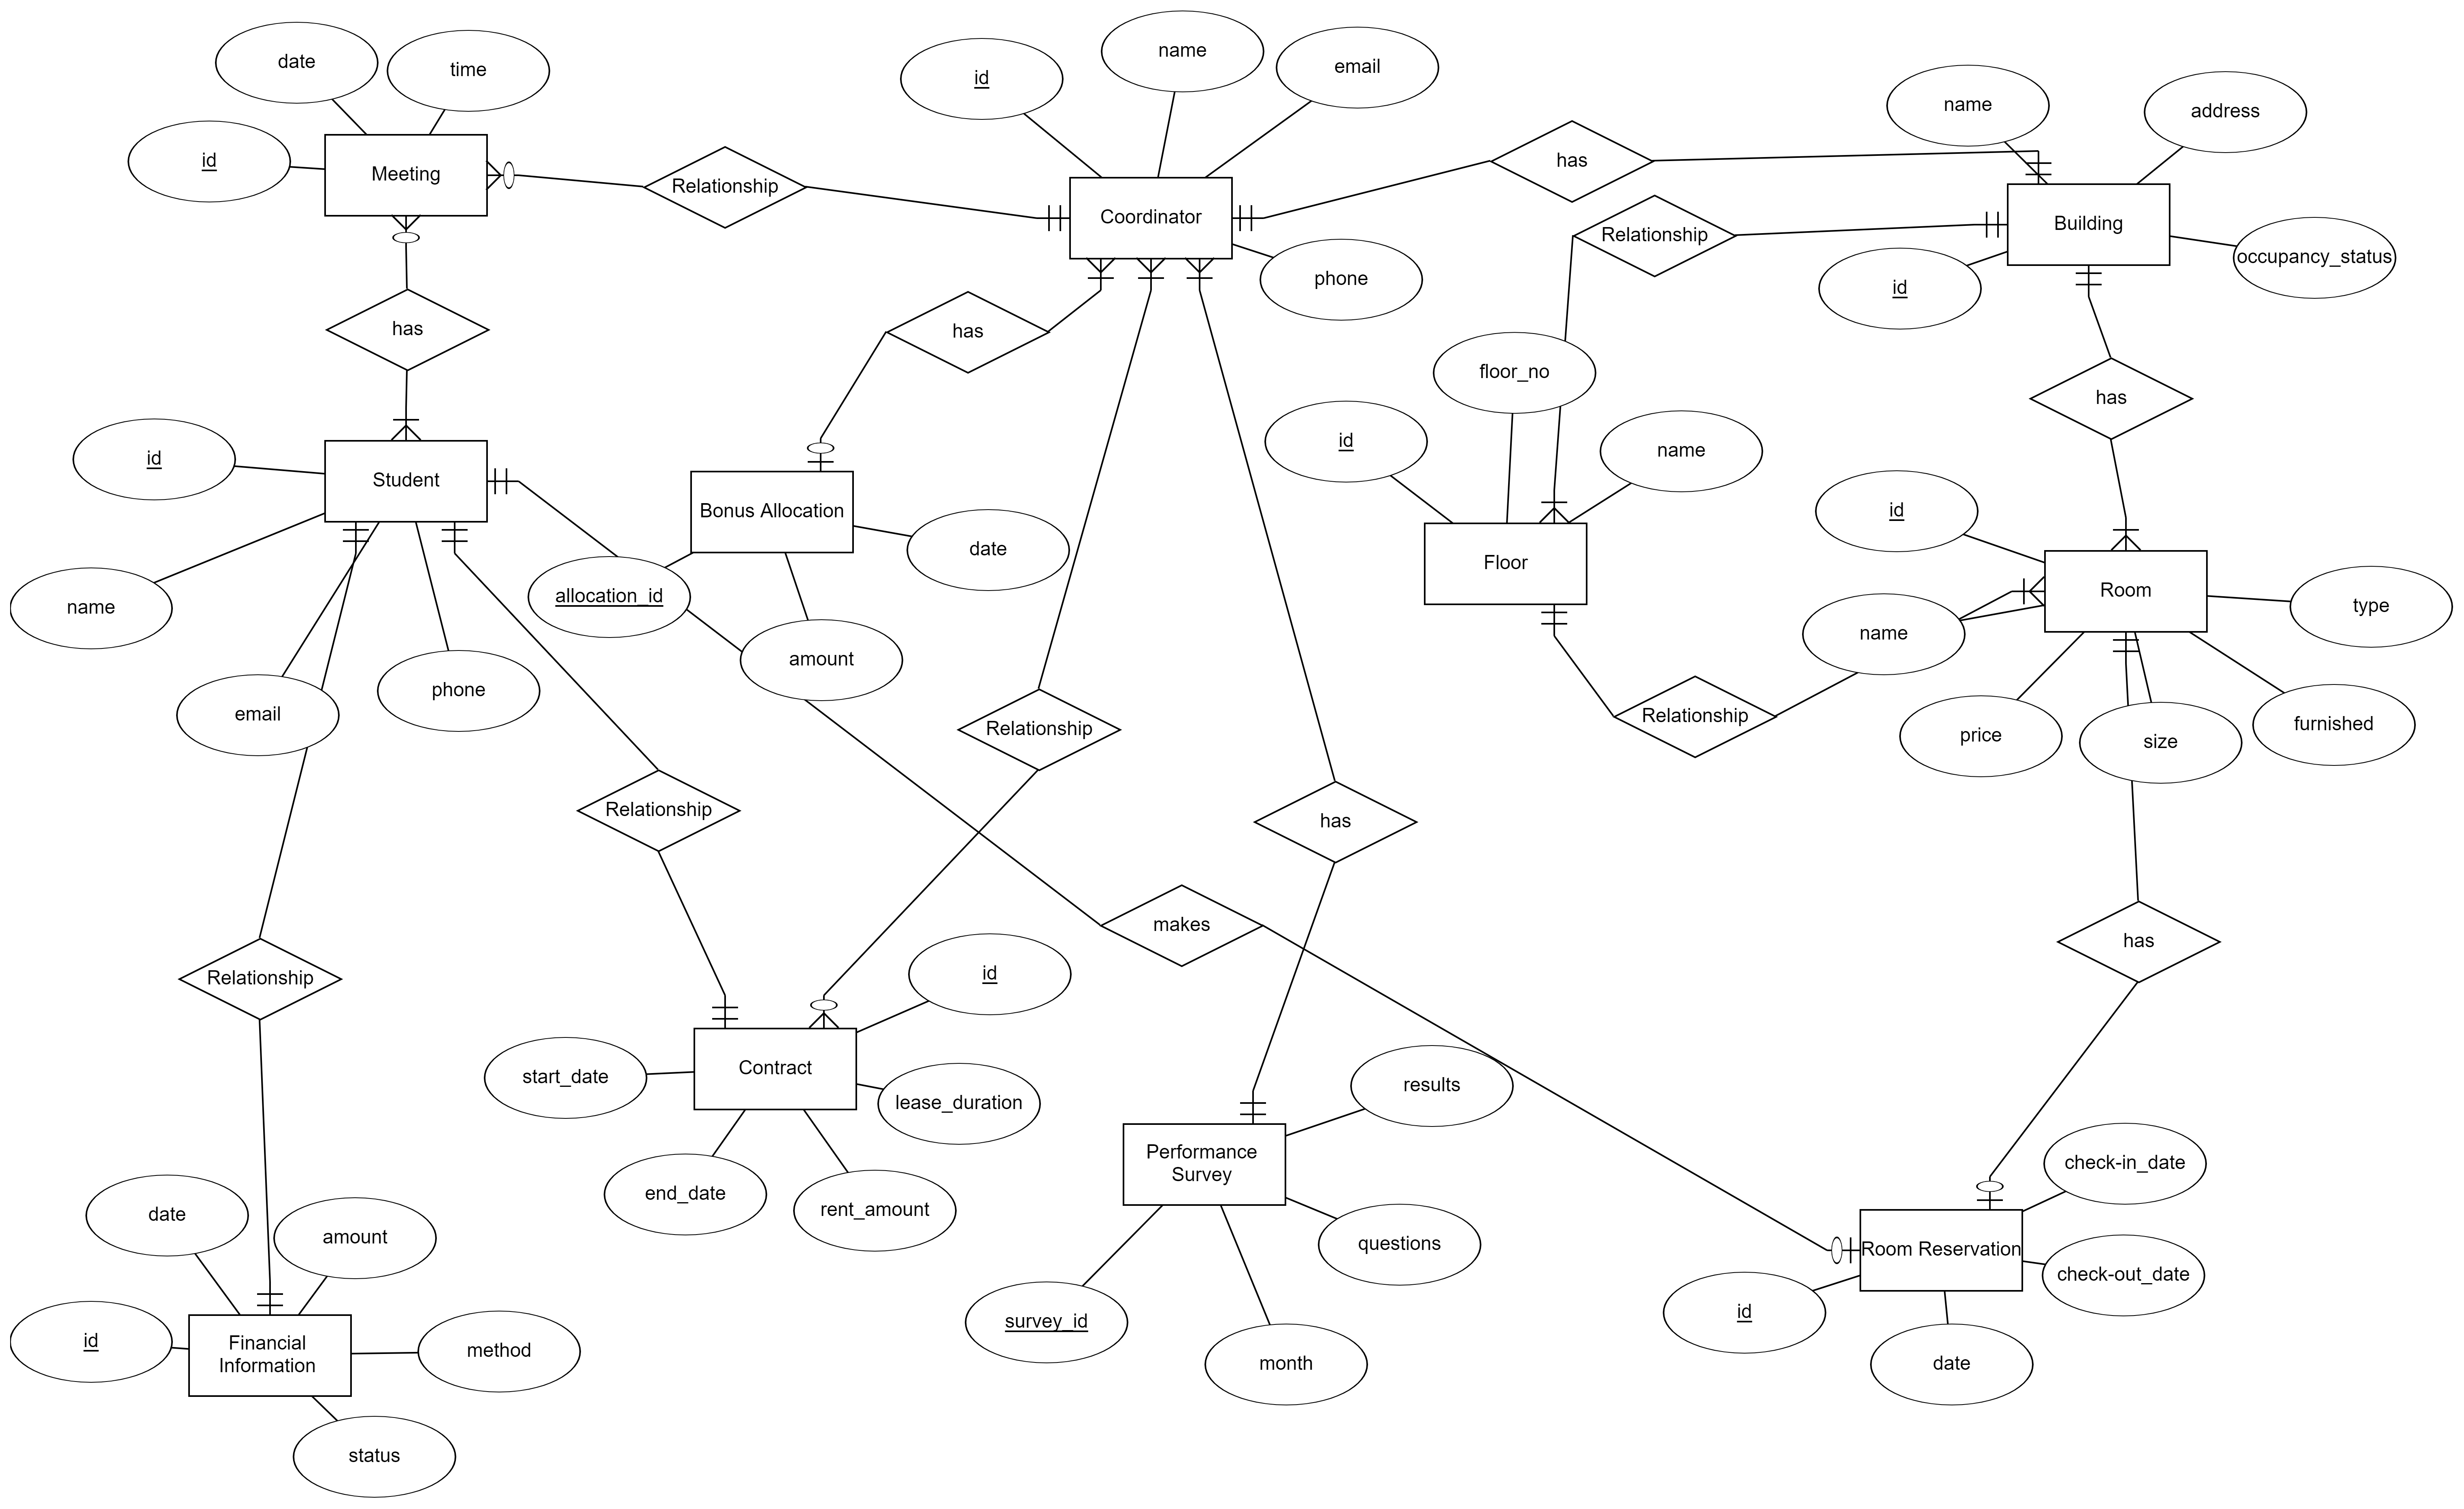 name
id
email
date
time
name
address
Meeting
id
has
Relationship
Coordinator
Building
Relationship
occupancy_status
phone
id
has
has
floor_no
has
id
name
id
Student
Bonus Allocation
id
date
Floor
Room
allocation_id
type
name
name
amount
phone
email
Relationship
Relationship
furnished
price
size
Relationship
has
makes
has
id
Relationship
Contract
start_date
results
lease_duration
Performance
Survey
check-in_date
end_date
rent_amount
date
amount
questions
Room Reservation
check-out_date
id
survey_id
id
Financial
Information
method
month
date
status